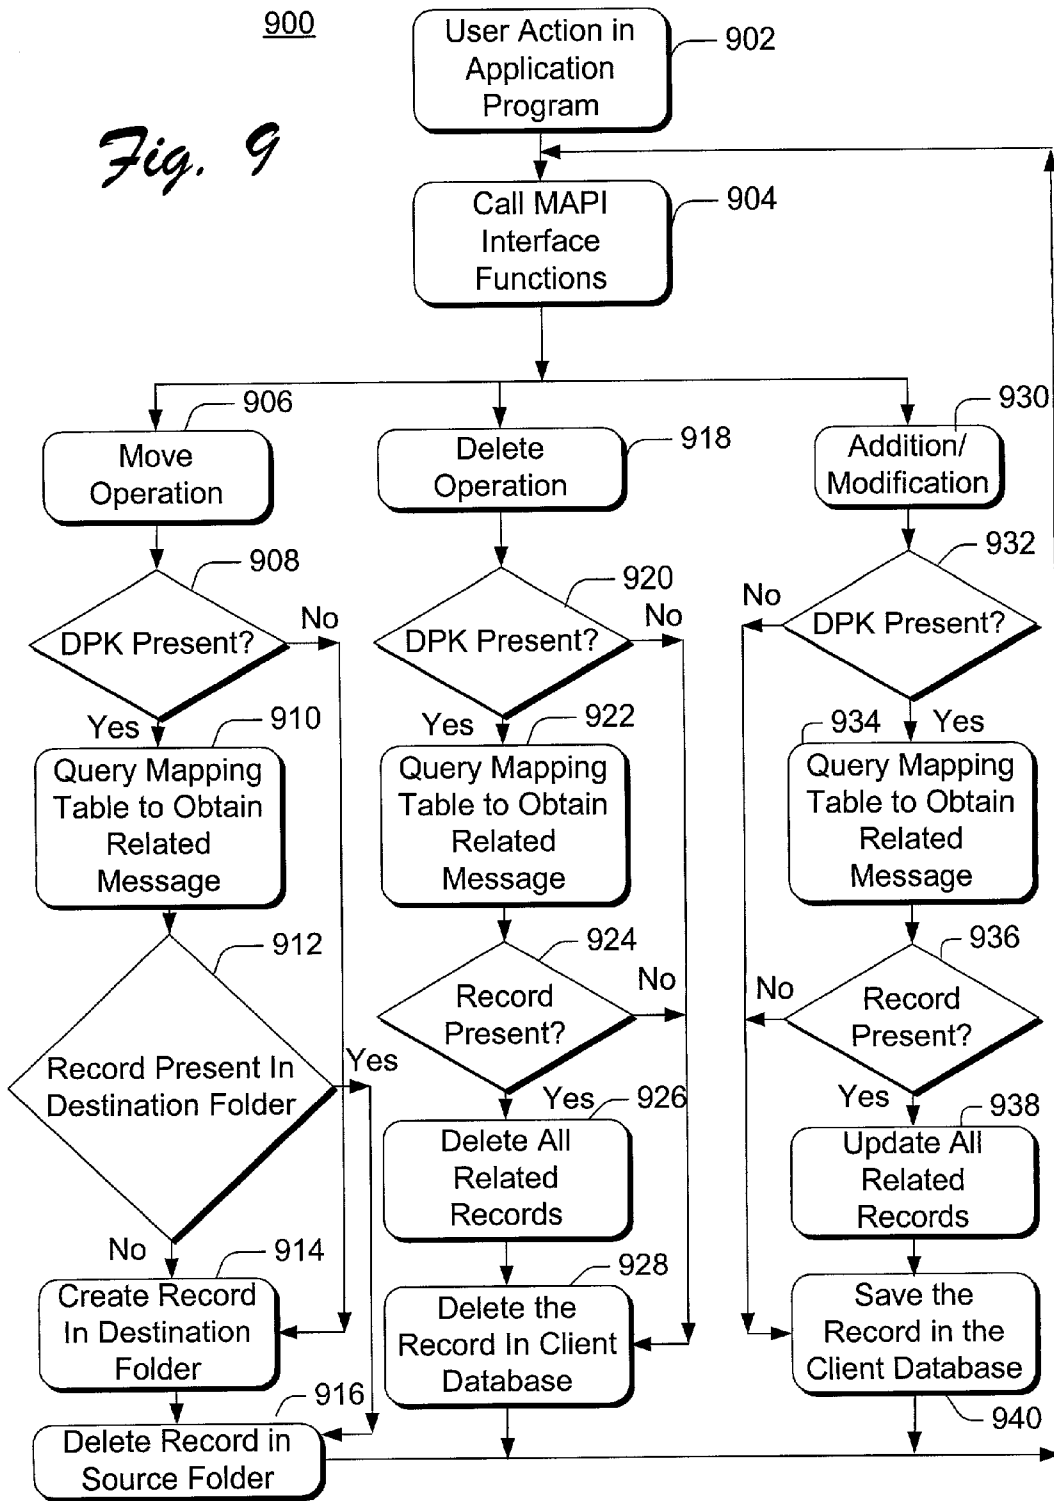 900
User Action in
Application
Program
902
Fig. 9
Call MAPI
Interface
Functions
904
906
Move
Operation
918
Delete
Operation
930
Addition/
Modification
908
DPK Present?
No
Yes
920
DPK Present?
No
Yes
932
DPK Present?
No
Yes
910
Query Mapping
Table to Obtain
Related
Message
922
Query Mapping
Table to Obtain
Related
Message
934
Query Mapping
Table to Obtain
Related
Message
912
Record Present In
Destination Folder
Yes
No
924
Record
Present?
No
Yes
936
Record
Present?
No
Yes
926
Delete All
Related
Records
938
Update All
Related
Records
914
Create Record
In Destination
Folder
928
Delete the
Record In Client
Database
Save the
Record in the
Client Database
940
916
Delete Record in
Source Folder